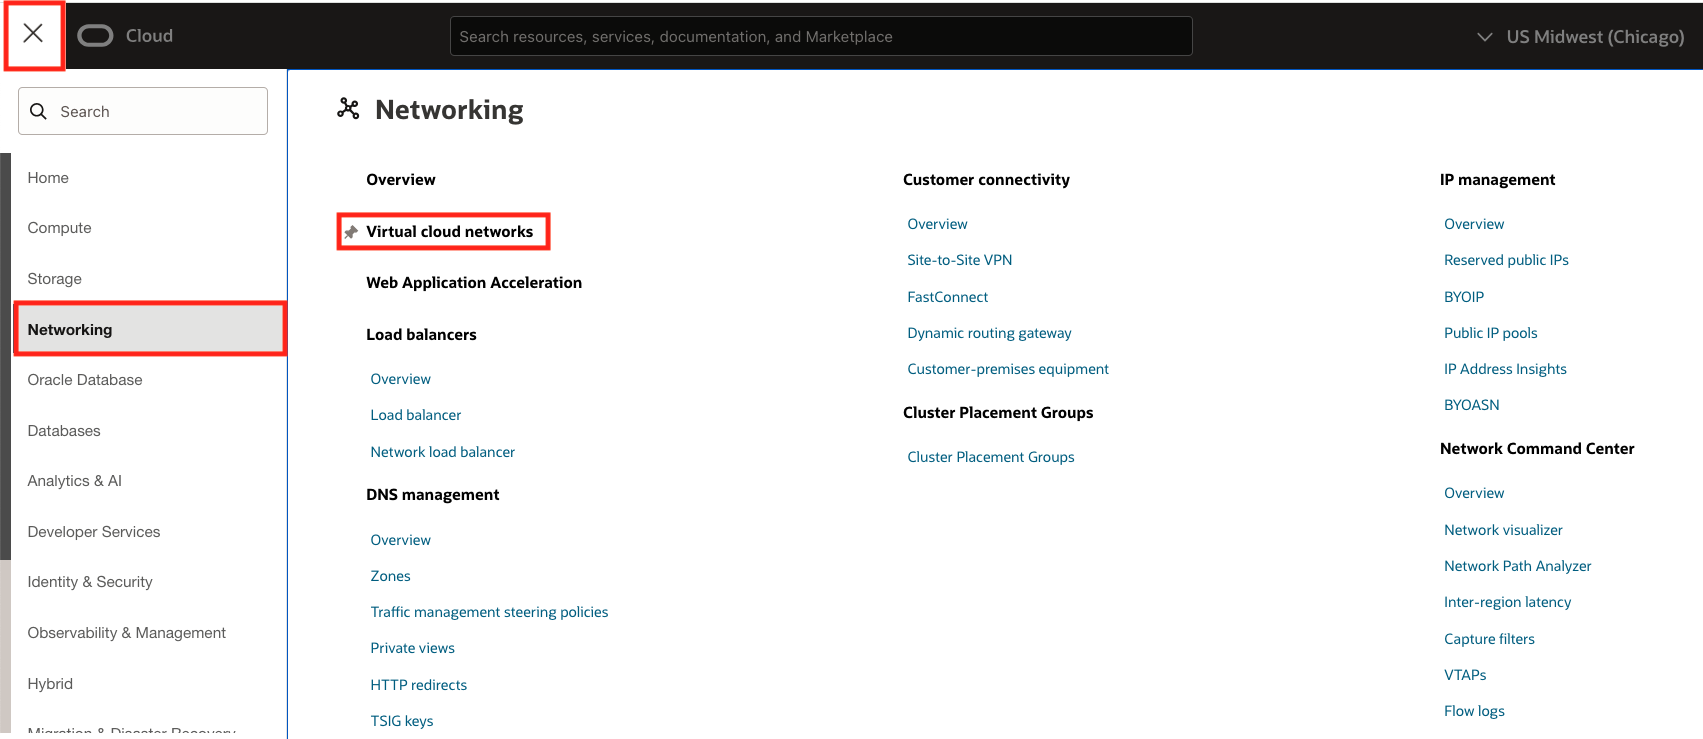 Cloud
Search resources, services, documentation, and Marketplace
US Midwest (Chicago)
Search
Home
Compute
Storage
Networking
Oracle Database
Databases
Analytics & AI
Developer Services
Identity & Security
Observability & Management
Hybrid
Migration & Disaster Recovery
Networking
Overview
Virtual cloud networks
Web Application Acceleration
Load balancers
Overview
Load balancer
Network load balancer
DNS management
Overview
Zones
Traffic management steering policies
Private views
HTTP redirects
TSIG keys
Customer connectivity
Overview
Site-to-Site VPN
FastConnect
Dynamic routing gateway
Customer-premises equipment
Cluster Placement Groups
Cluster Placement Groups
IP management
Overview
Reserved public IPs
BYOIP
Public IP pools
IP Address Insights
BYOASN
Network Command Center
Overview
Network visualizer
Network Path Analyzer
Inter-region latency
Capture filters
VTAPs
Flow logs